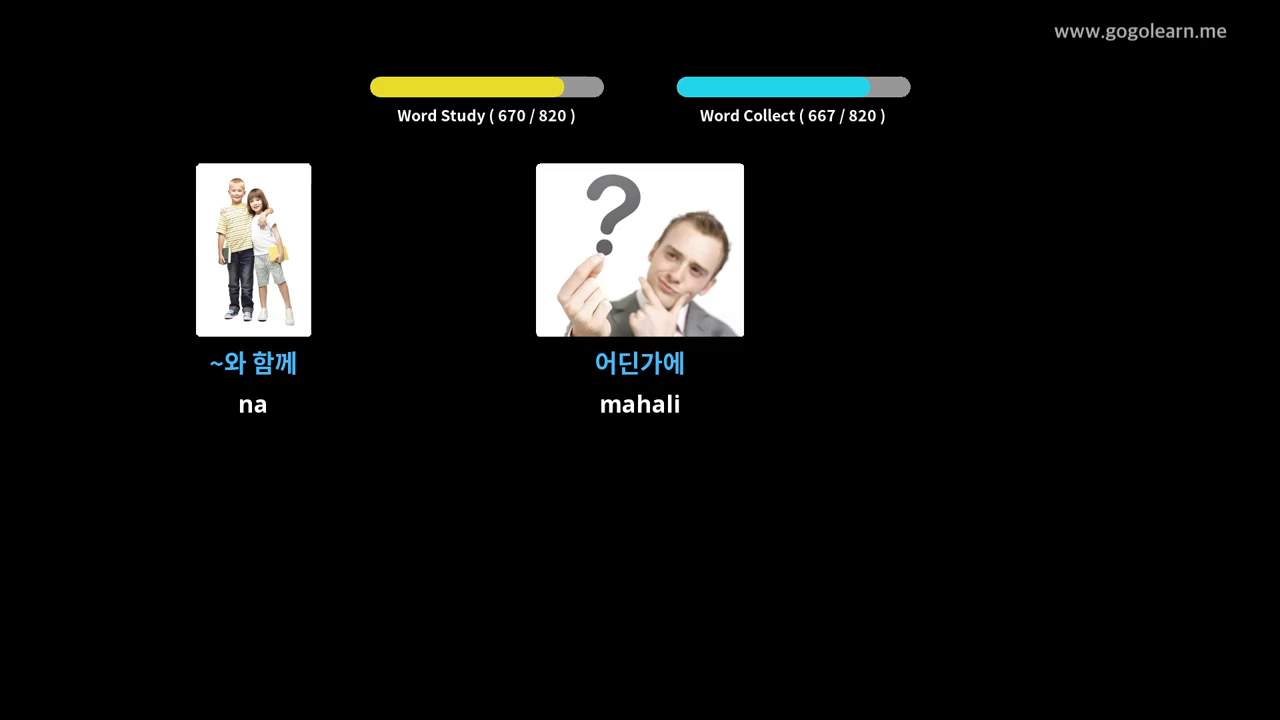 www.gogolearn.me
Word Study ( 670 / 820 )
Word Collect ( 667 / 820 )
~와 함께
na
어딘가에
mahali